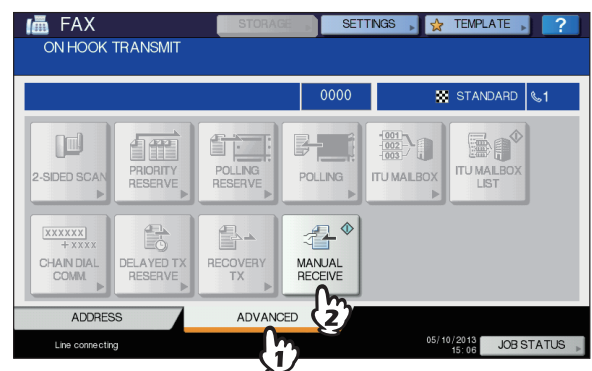 FAX
STORAGE
SETTINGS
TEMPLATE
?
ON HOOK TRANSMIT
0000
STANDARD
1
2-SIDED SCAN
PRIORITY
RESERVE
POLLING
RESERVE
POLLING
001
002
003
ITU MAILBOX
ITU MAILBOX
LIST
XXXXXX
+XXXX
CHAIN DIAL
COMM.
DELAYED TX
RESERVE
RECOVERY
TX
MANUAL
RECEIVE
2
ADDRESS
ADVANCED
1
Line connecting
05/10/2013
15:06
JOB STATUS